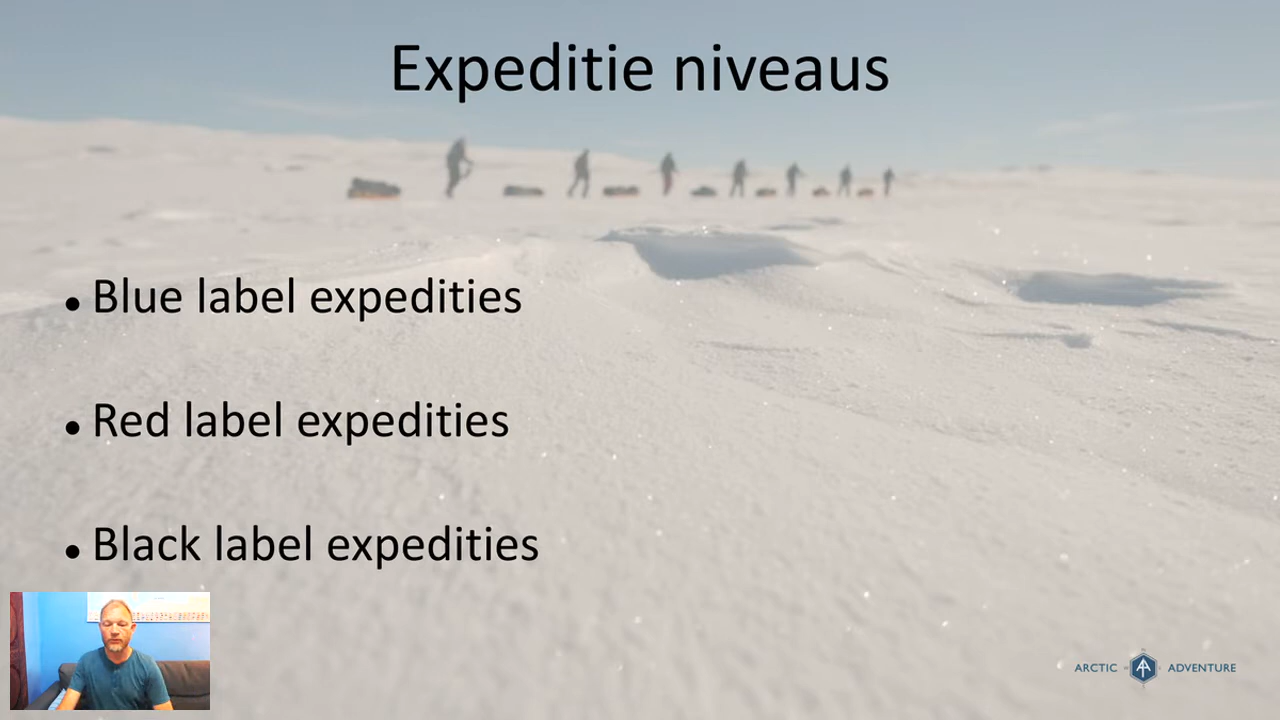 Expeditie niveaus
• Blue label expedities
• Red label expedities
• Black label expedities
ARCTIC ADVENTURE